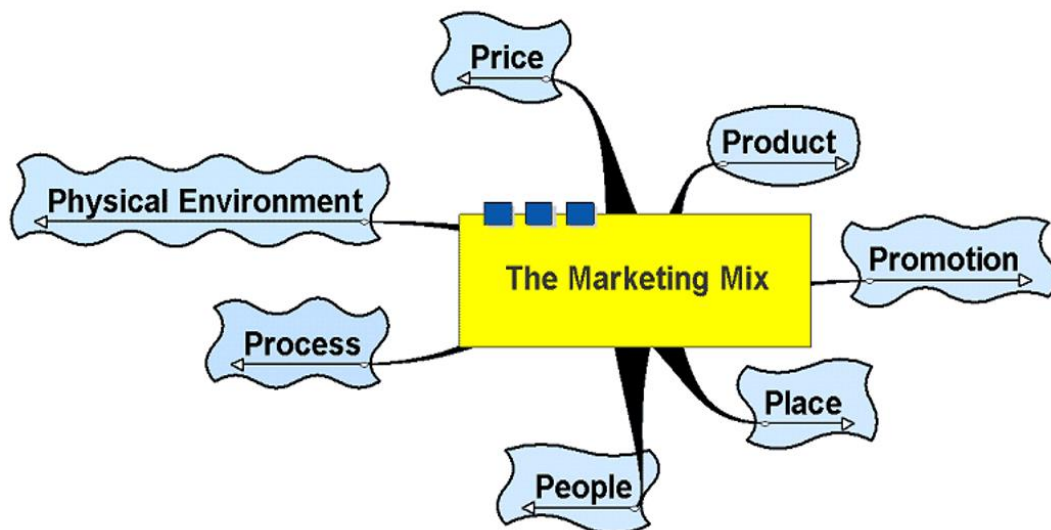 Price
Product
Physical Environment
The Marketing Mix
Promotion
Process
Place
People